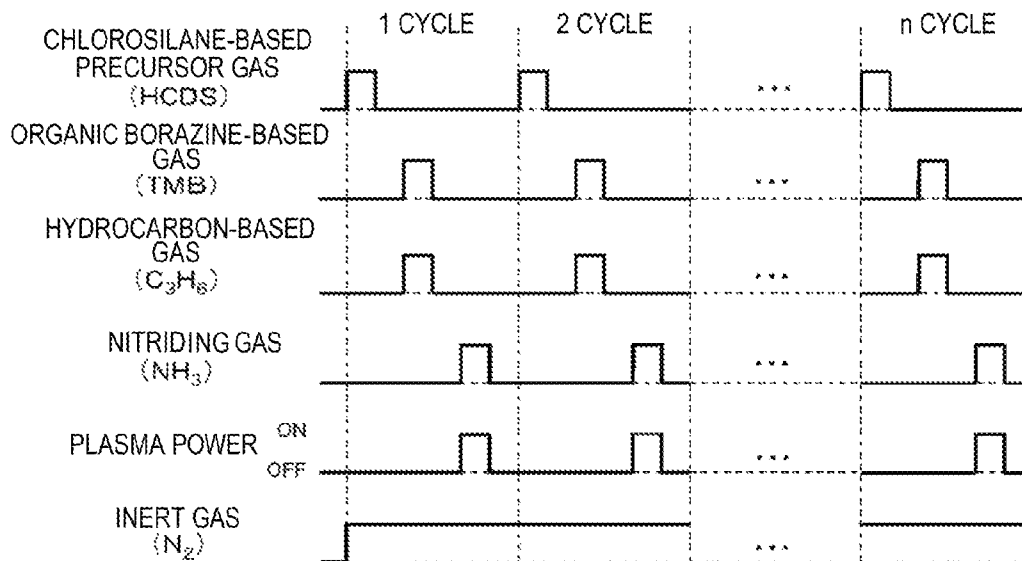 1 CYCLE 2 CYCLE n CYCLE
CHLOROSILANE-BASED
PRECURSOR GAS
(HCDS)
ORGANIC BORAZINE-BASED
GAS
(TMB)
HYDROCARBON-BASED
GAS
(C₃H₆)
NITRIDING GAS
(NH₃)
PLASMA POWER ON
OFF
INERT GAS
(N₂)